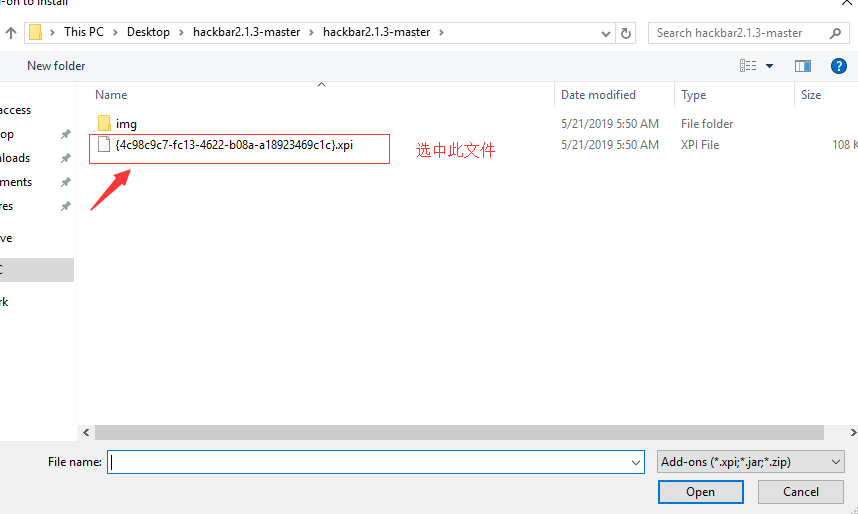 -on to install
This PC > Desktop > hackbar2.1.3-master > hackbar2.1.3-master >
Search hackbar2.1.3-master
New folder
?
Name
Date modified
Type
Size
access
op
nloads
ments
res
ve
C
rk
img
5/21/2019 5:50 AM
File folder
{4c98c9c7-fc13-4622-b08a-a18923469c1c}.xpi
5/21/2019 5:50 AM
XPI File
108 K
选中此文件
File name:
Add-ons (*.xpi;*.jar;*.zip)
Open
Cancel